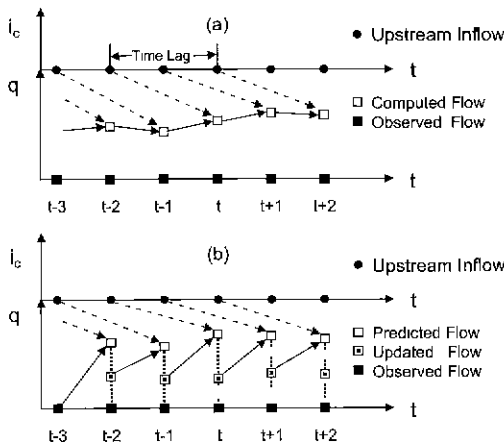 (a)
i_c
Time Lag
Upstream Inflow
t
q
Computed Flow
Observed Flow
t
t-3 t-2 t-1 t t+1 t+2
(b)
i_c
Upstream Inflow
t
q
Predicted Flow
Updated Flow
Observed Flow
t
t-3 t-2 t-1 t t+1 t+2